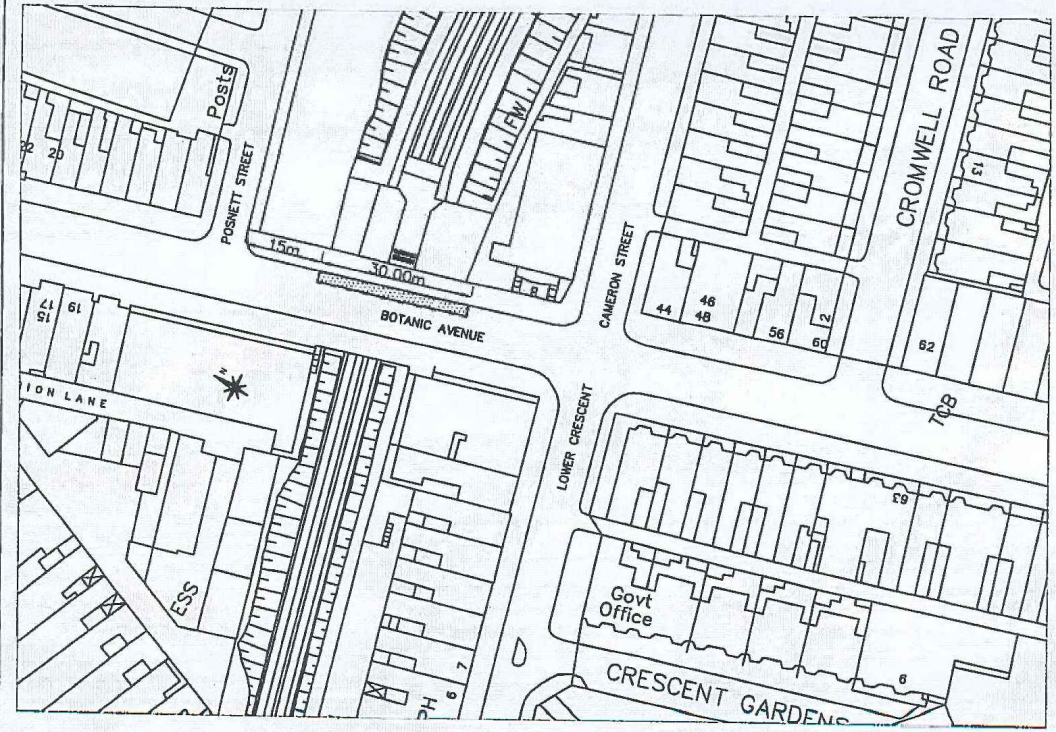 CROMWELL ROAD
Posts
FW
22 20
13
POSNETT STREET
15m
30.00m
CAMERON STREET
BOTANIC AVENUE
44
46
48
56
60
2
62
TCB
15
17
19
N
ION LANE
LOWER CRESCENT
63
ESS
Govt
Office
PH
6
7
CRESCENT GARDENS
6